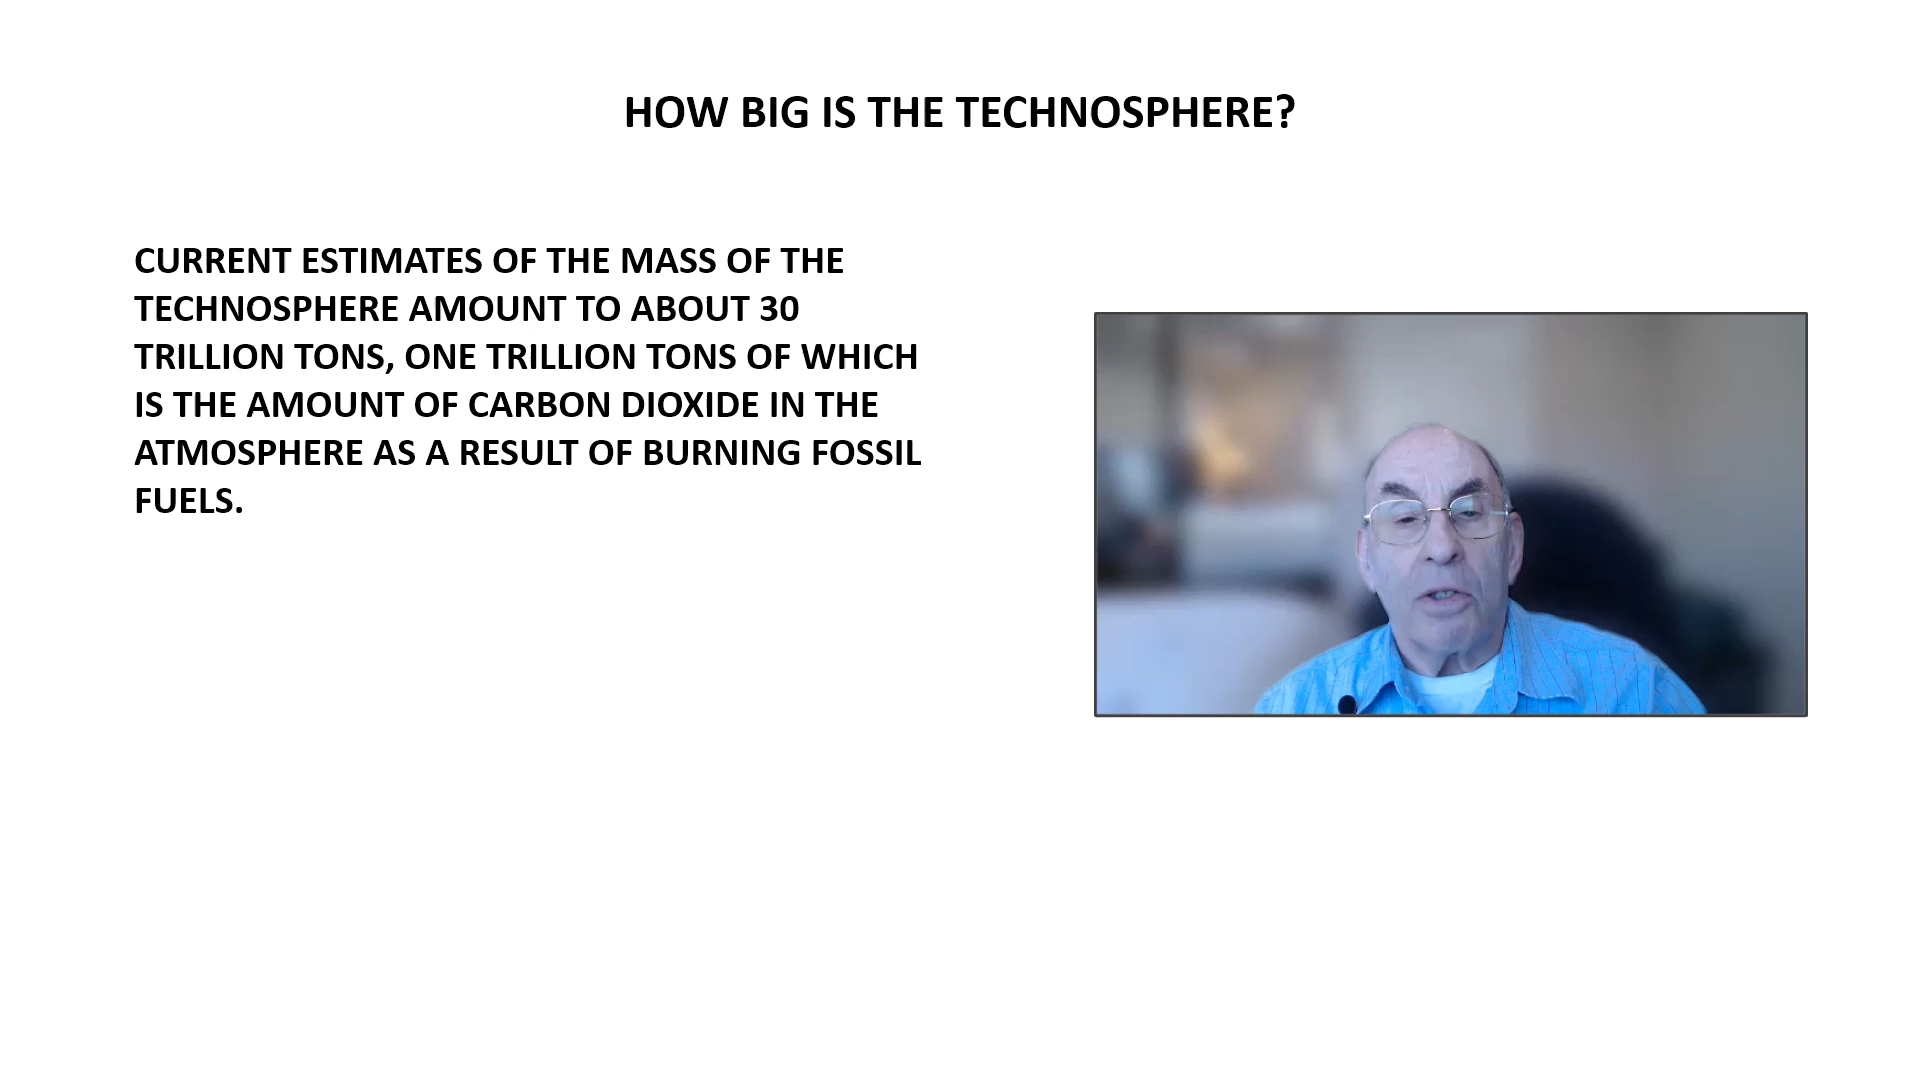 HOW BIG IS THE TECHNOSPHERE?
CURRENT ESTIMATES OF THE MASS OF THE
TECHNOSPHERE AMOUNT TO ABOUT 30
TRILLION TONS, ONE TRILLION TONS OF WHICH
IS THE AMOUNT OF CARBON DIOXIDE IN THE
ATMOSPHERE AS A RESULT OF BURNING FOSSIL
FUELS.